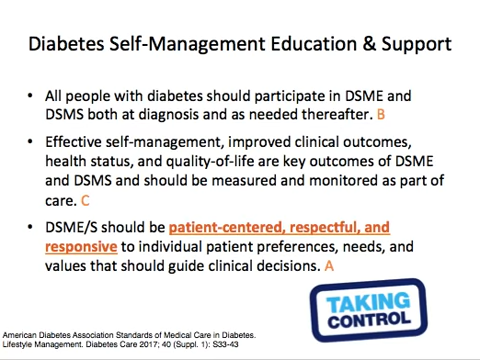 Diabetes Self-Management Education & Support
• All people with diabetes should participate in DSME and
DSMS both at diagnosis and as needed thereafter. B
• Effective self-management, improved clinical outcomes,
health status, and quality-of-life are key outcomes of DSME
and DSMS and should be measured and monitored as part of
care. C
• DSME/S should be patient-centered, respectful, and
responsive to individual patient preferences, needs, and
values that should guide clinical decisions. A
TAKING
CONTROL
American Diabetes Association Standards of Medical Care in Diabetes.
Lifestyle Management. Diabetes Care 2017; 40 (Suppl. 1): S33-43